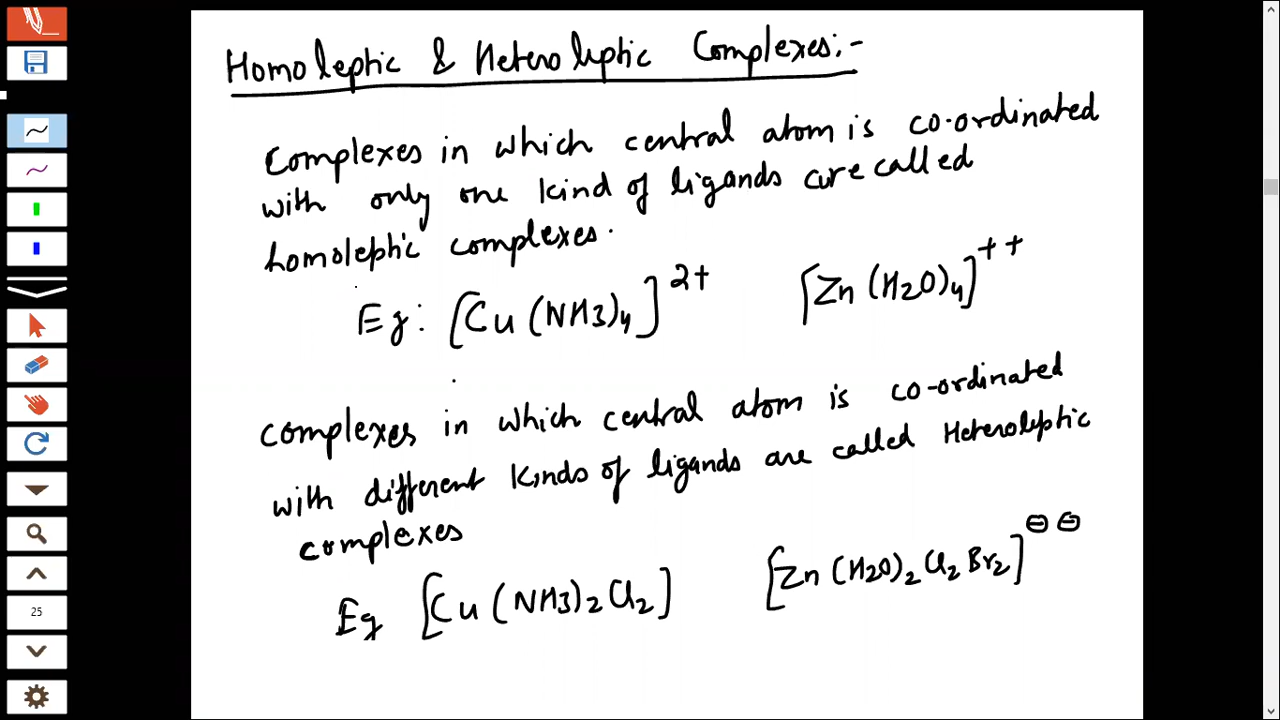 Homoleptic & Heteroleptic Complexes:-
Complexes in which central atom is co-ordinated
with only one kind of ligands are called
homoleptic complexes.
Eg: [Cu(NH3)4]2+ [Zn(H2O)4]++
complexes in which central atom is co-ordinated
with different kinds of ligands are called Heteroleptic
complexes
Eg [Cu(NH3)2Cl2] [Zn(H2O)2Cl2Br2]⊖⊖
25